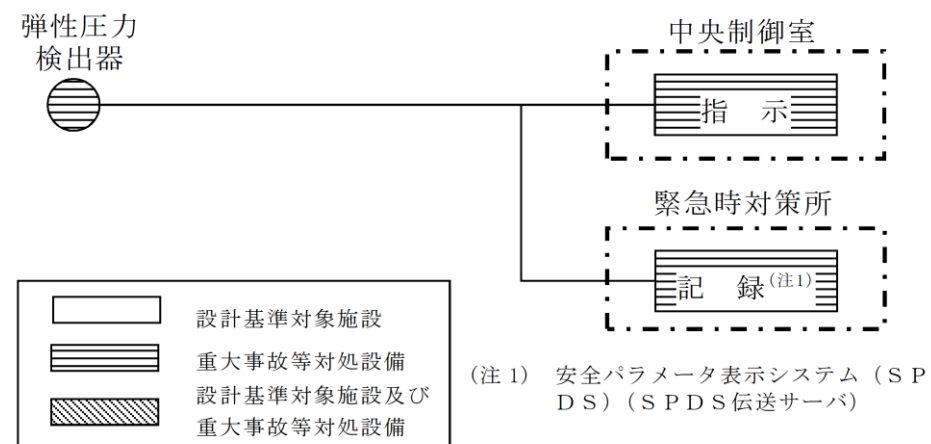 弾性圧力
検出器
中央制御室
指 示
緊急時対策所
記 録(注1)
設計基準対象施設
重大事故等対処設備
設計基準対象施設及び
重大事故等対処設備
(注1) 安全パラメータ表示システム(SP
DS)(SPDS伝送サーバ)